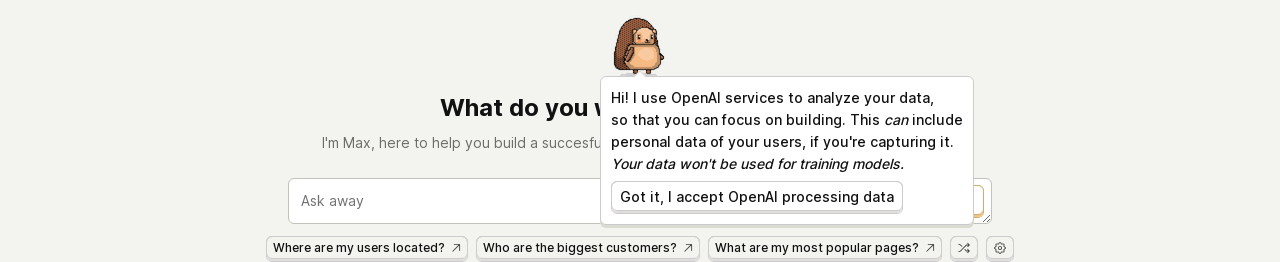 Hi! I use OpenAI services to analyze your data,
so that you can focus on building. This can include
personal data of your users, if you're capturing it.
Your data won't be used for training models.
Got it, I accept OpenAI processing data
What do you
I'm Max, here to help you build a
Ask away
Where are my users located?
Who are the biggest customers?
What are my most popular pages?